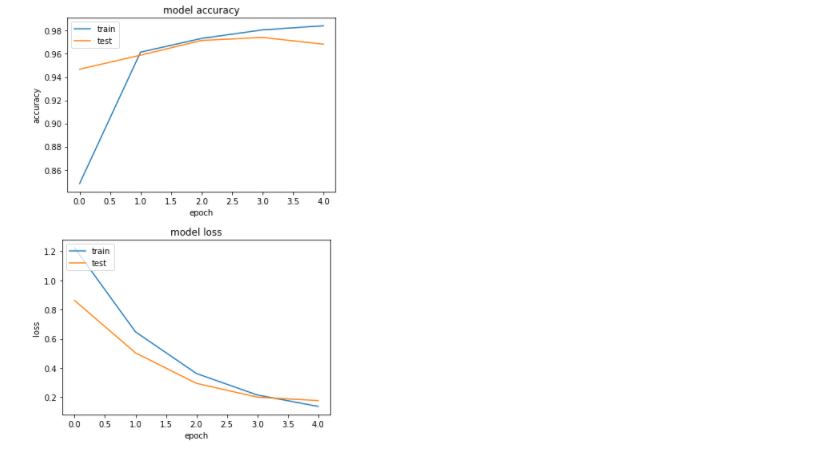 model accuracy
train
test
0.98
0.96
0.94
0.92
0.90
0.88
0.86
accuracy
0.0 0.5 1.0 1.5 2.0 2.5 3.0 3.5 4.0
epoch
model loss
train
test
1.2
1.0
0.8
0.6
0.4
0.2
loss
0.0 0.5 1.0 1.5 2.0 2.5 3.0 3.5 4.0
epoch